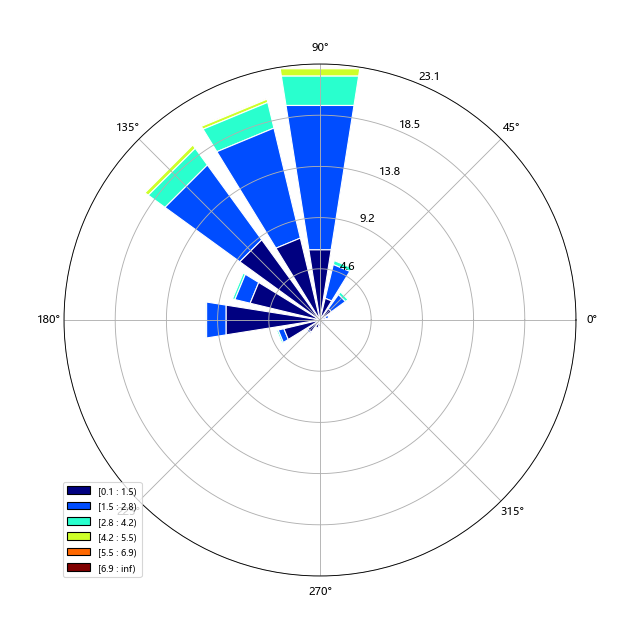 90°
23.1
135°
45°
18.5
13.8
9.2
4.6
180°
0°
[0.1 : 1.5)
[1.5 : 2.8)
225°
[2.8 : 4.2)
[4.2 : 5.5)
[5.5 : 6.9)
[6.9 : inf)
315°
270°